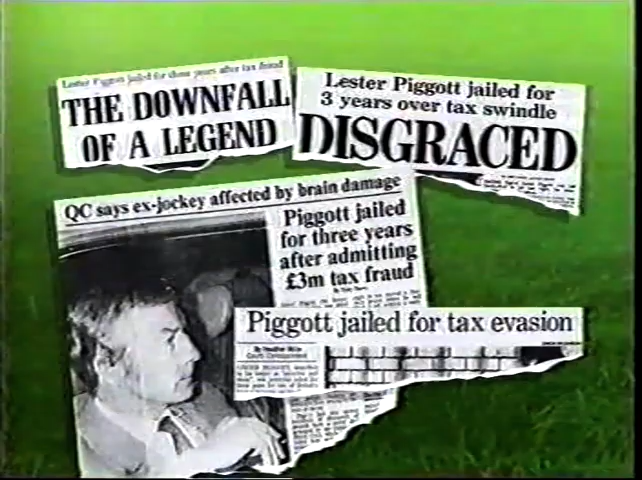 Lester Piggott jailed for three years after tax fraud
THE DOWNFALL
OF A LEGEND
Lester Piggott jailed for
3 years over tax swindle
DISGRACED
QC says ex-jockey affected by brain damage
Piggott jailed
for three years
after admitting
£3m tax fraud
Piggott jailed for tax evasion